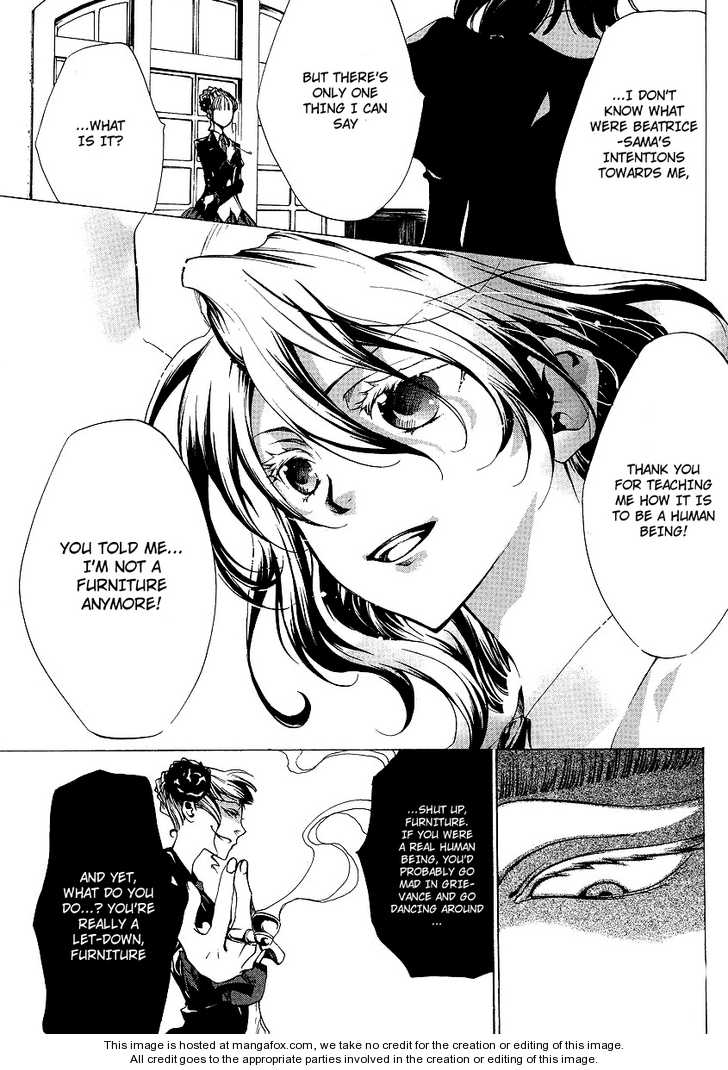 ...I DON'T
KNOW WHAT
WERE BEATRICE
-SAMA'S
INTENTIONS
TOWARDS ME,
BUT THERE'S
ONLY ONE
THING I CAN
SAY
...WHAT
IS IT?
THANK YOU
FOR TEACHING
ME HOW IT IS
TO BE A HUMAN
BEING!
YOU TOLD ME...
I'M NOT A
FURNITURE
ANYMORE!
...SHUT UP,
FURNITURE.
IF YOU WERE
A REAL HUMAN
BEING, YOU'D
PROBABLY GO
MAD IN GRIE-
VANCE AND GO
DANCING AROUND
...
AND YET,
WHAT DO YOU
DO...? YOU'RE
REALLY A
LET-DOWN,
FURNITURE
This image is hosted at mangafox.com, we take no credit for the creation or editing of this image.
All credit goes to the appropriate parties involved in the creation or editing of this image.